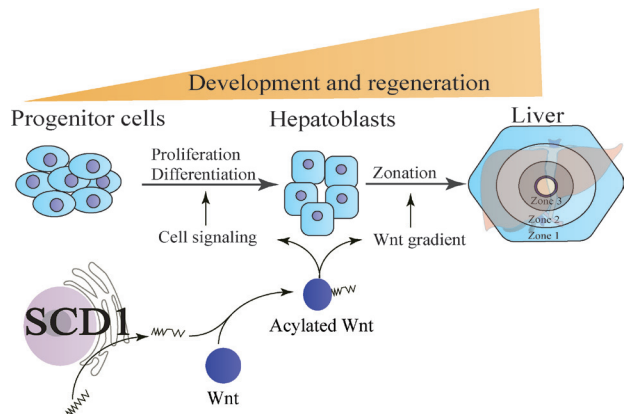 Development and regeneration
Progenitor cells
Hepatoblasts
Liver
Proliferation
Differentiation
Zonation
Zone 3
Zone 2
Zone 1
Cell signaling
Wnt gradient
SCD1
Acylated Wnt
Wnt